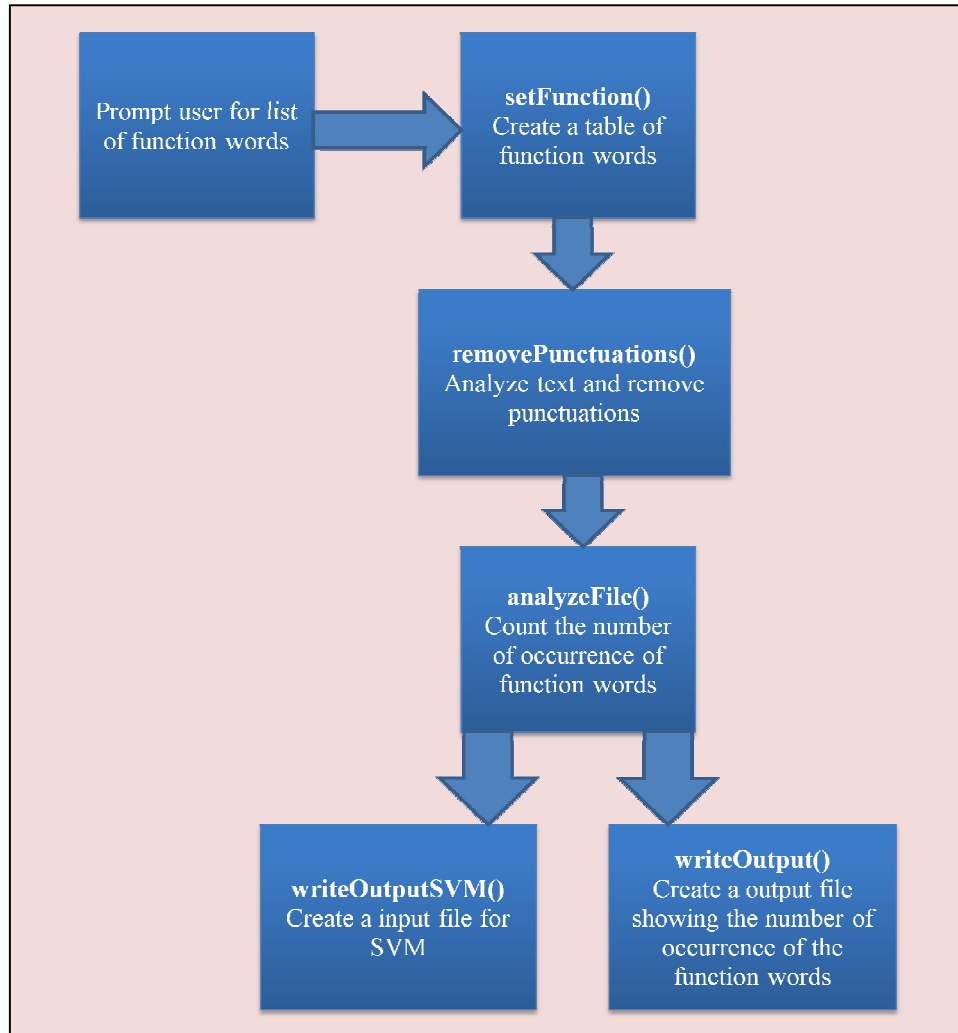 Prompt user for list
of function words
setFunction()
Create a table of
function words
removePunctuations()
Analyze text and remove
punctuations
analyzeFile()
Count the number
of occurrence of
function words
writeOutputSVM()
Create a input file for
SVM
writeOutput()
Create a output file
showing the number of
occurrence of the
function words